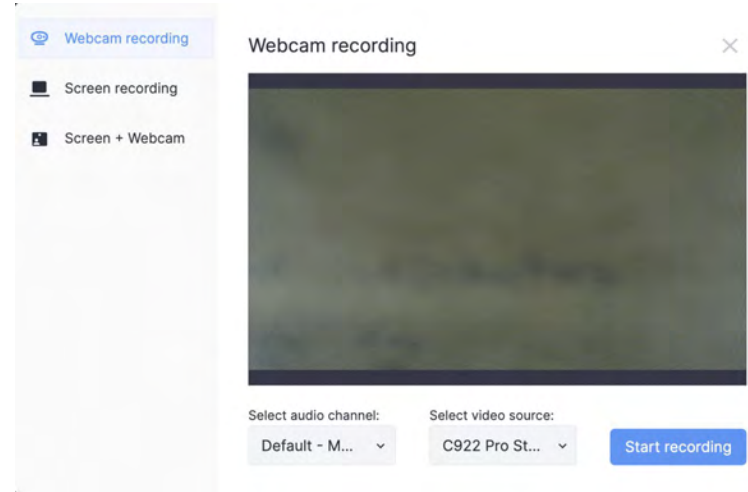 Webcam recording
Screen recording
Screen + Webcam
Webcam recording
Select audio channel:
Default - M...
Select video source:
C922 Pro St...
Start recording